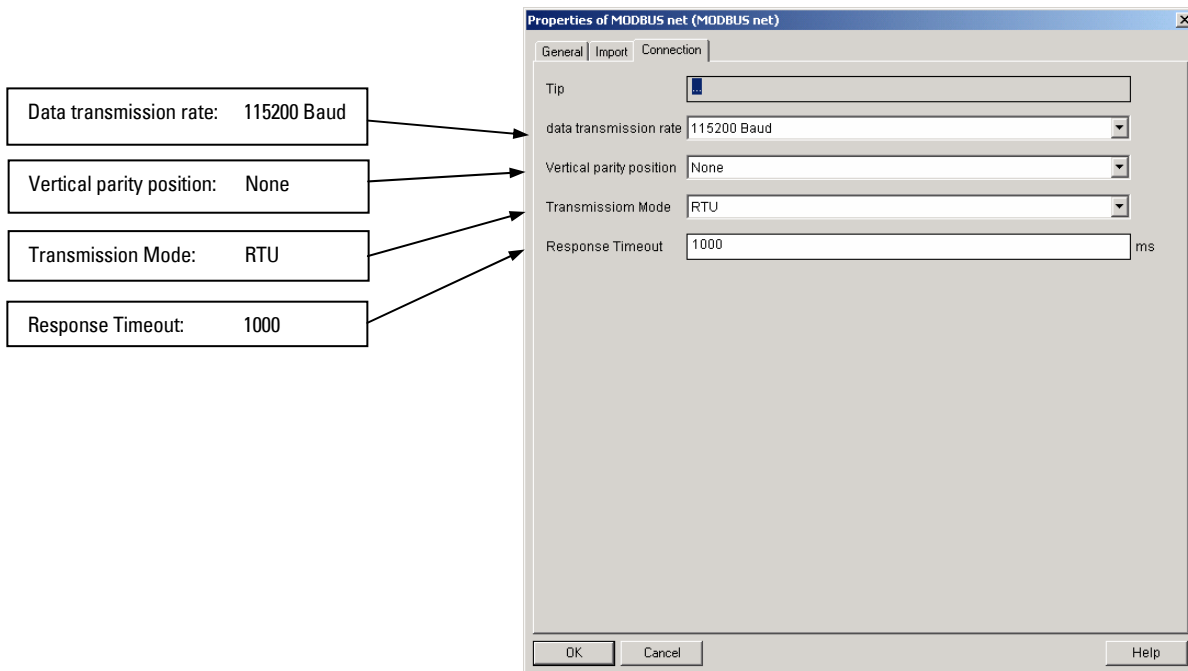 Properties of MODBUS net (MODBUS net)
General Import Connection
Tip ...
Data transmission rate: 115200 Baud
data transmission rate 115200 Baud
Vertical parity position: None
Vertical parity position None
Transmission Mode: RTU
Transmissiom Mode RTU
Response Timeout: 1000
Response Timeout 1000 ms
OK Cancel Help